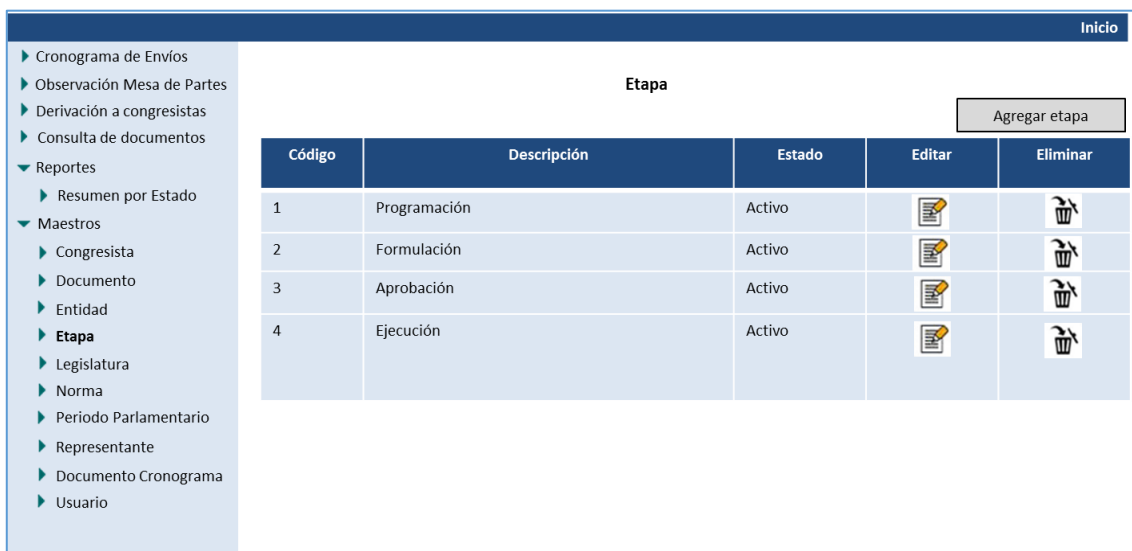 Inicio
Cronograma de Envíos
Observación Mesa de Partes
Derivación a congresistas
Consulta de documentos
Reportes
Resumen por Estado
Maestros
Congresista
Documento
Entidad
Etapa
Legislatura
Norma
Periodo Parlamentario
Representante
Documento Cronograma
Usuario
Etapa
Agregar etapa
Código Descripción Estado Editar Eliminar
1 Programación Activo
2 Formulación Activo
3 Aprobación Activo
4 Ejecución Activo